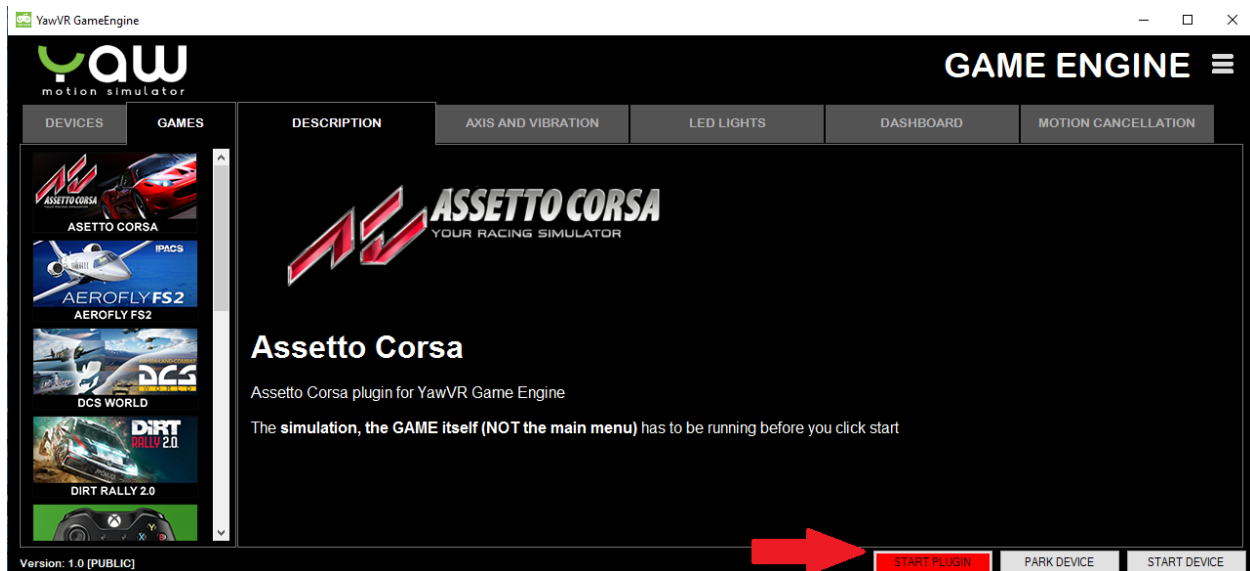 YawVR GameEngine
Yaw
motion simulator
GAME ENGINE
DEVICES
GAMES
DESCRIPTION
AXIS AND VIBRATION
LED LIGHTS
DASHBOARD
MOTION CANCELLATION
ASSETTO CORSA
ASETTO CORSA
IPACS
AEROFLY FS2
AEROFLY FS2
DCS
WORLD
DCS WORLD
DiRT
RALLY 2.0
DIRT RALLY 2.0
Y
X
B
ASSETTO CORSA
YOUR RACING SIMULATOR
Assetto Corsa
Assetto Corsa plugin for YawVR Game Engine
The simulation, the GAME itself (NOT the main menu) has to be running before you click start
Version: 1.0 [PUBLIC]
START PLUGIN
PARK DEVICE
START DEVICE